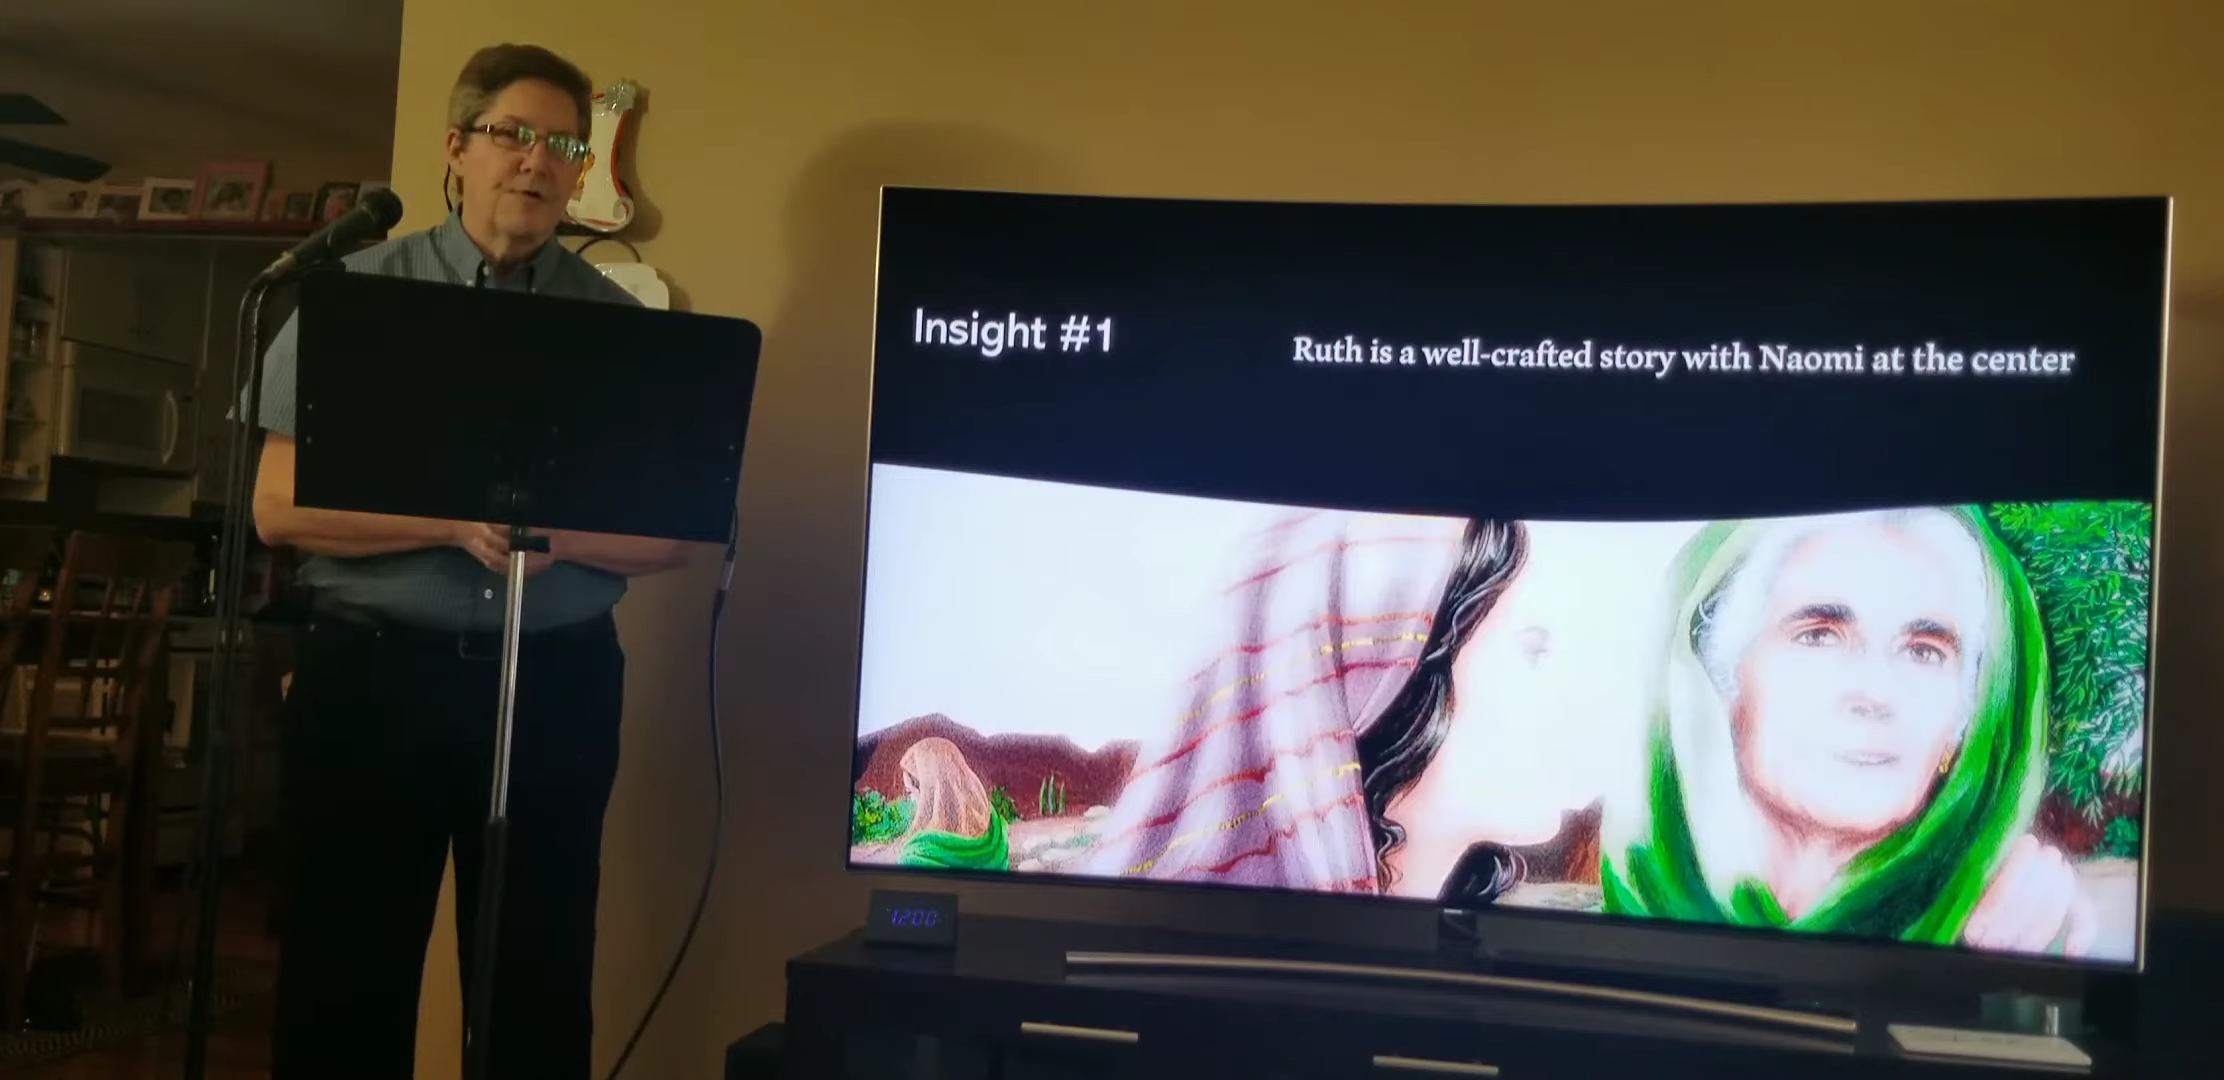 Insight #1
Ruth is a well-crafted story with Naomi at the center
12:00